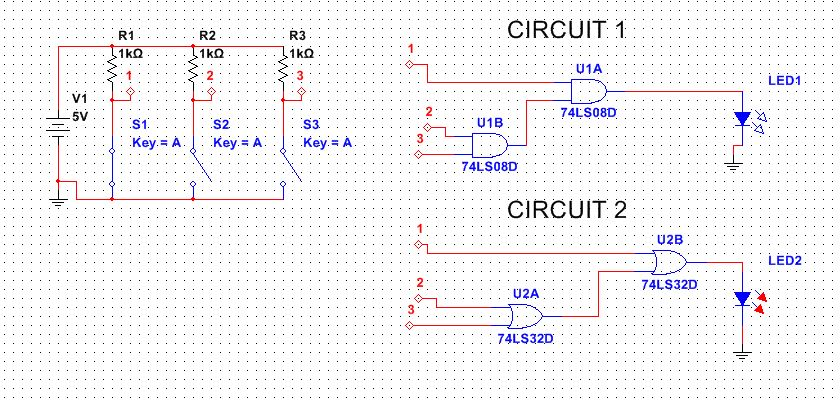 CIRCUIT 1
R1 R2 R3
1kΩ 1kΩ 1kΩ
1 2 3
V1
5V
S1 S2 S3
Key = A Key = A Key = A
1
U1A
LED1
74LS08D
2
U1B
3
74LS08D
CIRCUIT 2
1
U2B
LED2
74LS32D
2
U2A
3
74LS32D